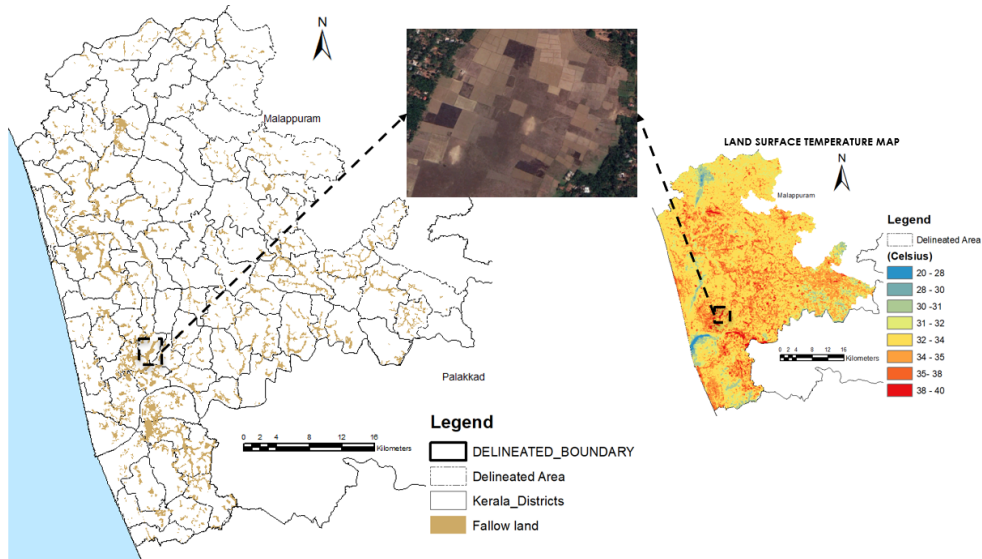 N
Malappuram
Palakkad
0 2 4 8 12 16
Kilometers
Legend
DELINEATED_BOUNDARY
Delineated Area
Kerala_Districts
Fallow land
LAND SURFACE TEMPERATURE MAP
N
Malappuram
Legend
Delineated Area
(Celsius)
20 - 28
28 - 30
30 -31
31 - 32
32 - 34
34 - 35
35- 38
38 - 40
0 2 4 8 12 16
Kilometers